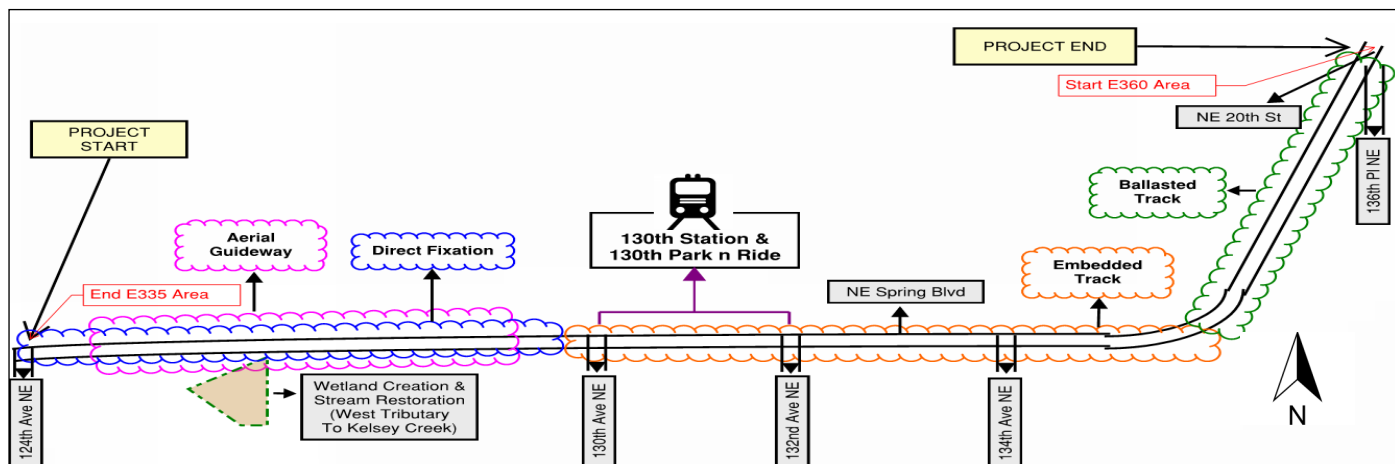 PROJECT END
Start E360 Area
NE 20th St
PROJECT
START
136th Pl NE
Ballasted
Track
130th Station &
130th Park n Ride
Aerial
Guideway
Direct Fixation
Embedded
Track
End E335 Area
NE Spring Blvd
124th Ave NE
Wetland Creation &
Stream Restoration
(West Tributary
To Kelsey Creek)
130th Ave NE
132nd Ave NE
134th Ave NE
N